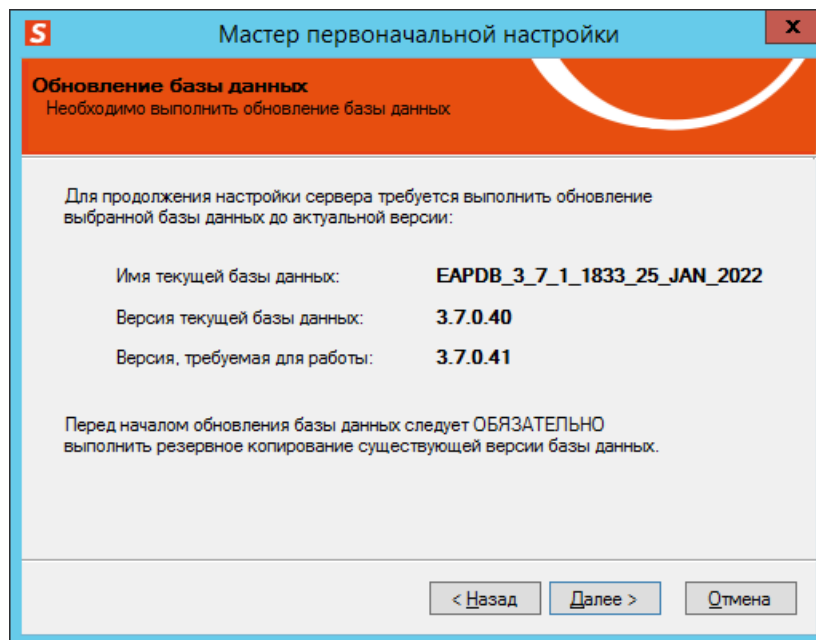 S
Мастер первоначальной настройки
x
Обновление базы данных
Необходимо выполнить обновление базы данных
Для продолжения настройки сервера требуется выполнить обновление
выбранной базы данных до актуальной версии:
Имя текущей базы данных: EAPDB_3_7_1_1833_25_JAN_2022
Версия текущей базы данных: 3.7.0.40
Версия, требуемая для работы: 3.7.0.41
Перед началом обновления базы данных следует ОБЯЗАТЕЛЬНО
выполнить резервное копирование существующей версии базы данных.
< Назад Далее > Отмена